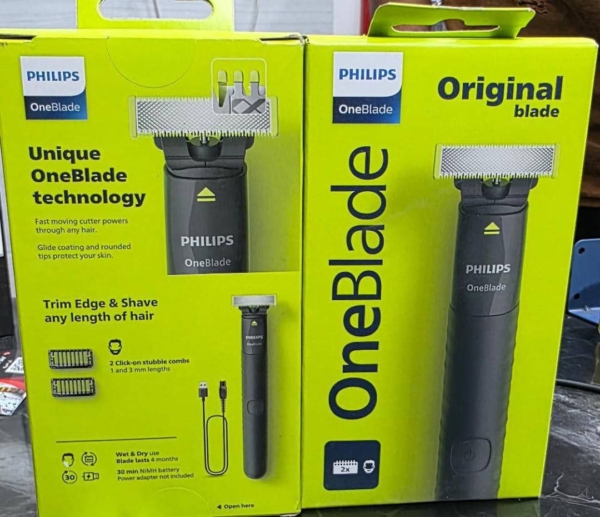 PHILIPS
OneBlade
Unique
OneBlade
technology
Fast moving cutter powers
through any hair.
Glide coating and rounded
tips protect your skin.
PHILIPS
OneBlade
Trim Edge & Shave
any length of hair
2 Click-on stubble combs
1 and 3 mm lengths
PHILIPS
OneBlade
Wet & Dry use
Blade lasts 4 months
30
30 min NiMH battery
Power adapter not included
Open here
PHILIPS
OneBlade
Original
blade
OneBlade
PHILIPS
OneBlade
2x